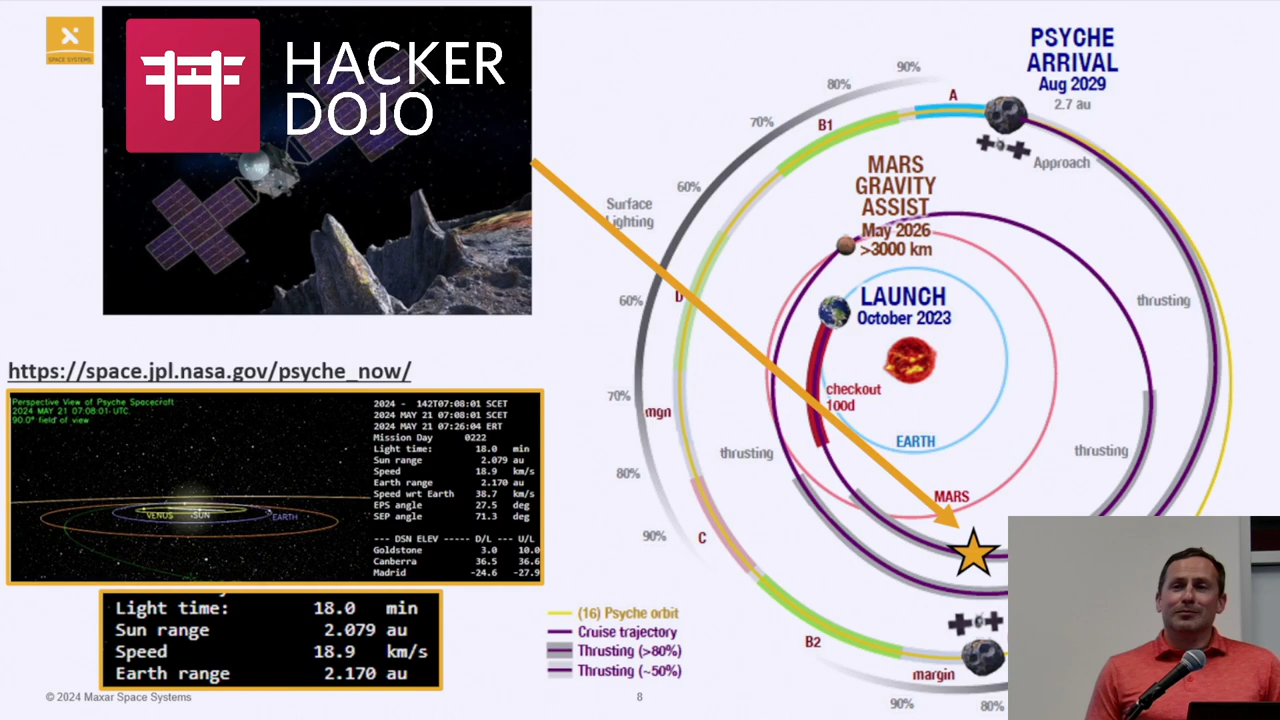 SPACE SYSTEMS
HACKER
DOJO
https://space.jpl.nasa.gov/psyche_now/
Perspective View of Psyche Spacecraft
2024 MAY 21 07:08:01 UTC
90.0° field of view
VENUS
SUN
EARTH
2024 - 142T07:08:01 SCET
2024 MAY 21 07:08:01 SCET
2024 MAY 21 07:26:04 ERT
Mission Day 0222
Light time: 18.0 min
Sun range 2.079 au
Speed 18.9 km/s
Earth range 2.170 au
Speed wrt Earth 38.7 km/s
EPS angle 27.5 deg
SEP angle 71.3 deg
--- DSN ELEV ----- D/L --- U/L
Goldstone 3.0 10.0
Canberra 36.5 36.6
Madrid -24.6 -27.9
Light time: 18.0 min
Sun range 2.079 au
Speed 18.9 km/s
Earth range 2.170 au
© 2024 Maxar Space Systems
8
PSYCHE
ARRIVAL
Aug 2029
2.7 au
Approach
90%
80%
70%
60%
Surface
Lighting
60%
70%
80%
90%
A
B1
D
mgn
C
B2
margin
90%
80%
MARS
GRAVITY
ASSIST
May 2026
>3000 km
LAUNCH
October 2023
checkout
100d
EARTH
MARS
thrusting
thrusting
thrusting
(16) Psyche orbit
Cruise trajectory
Thrusting (>80%)
Thrusting (~50%)